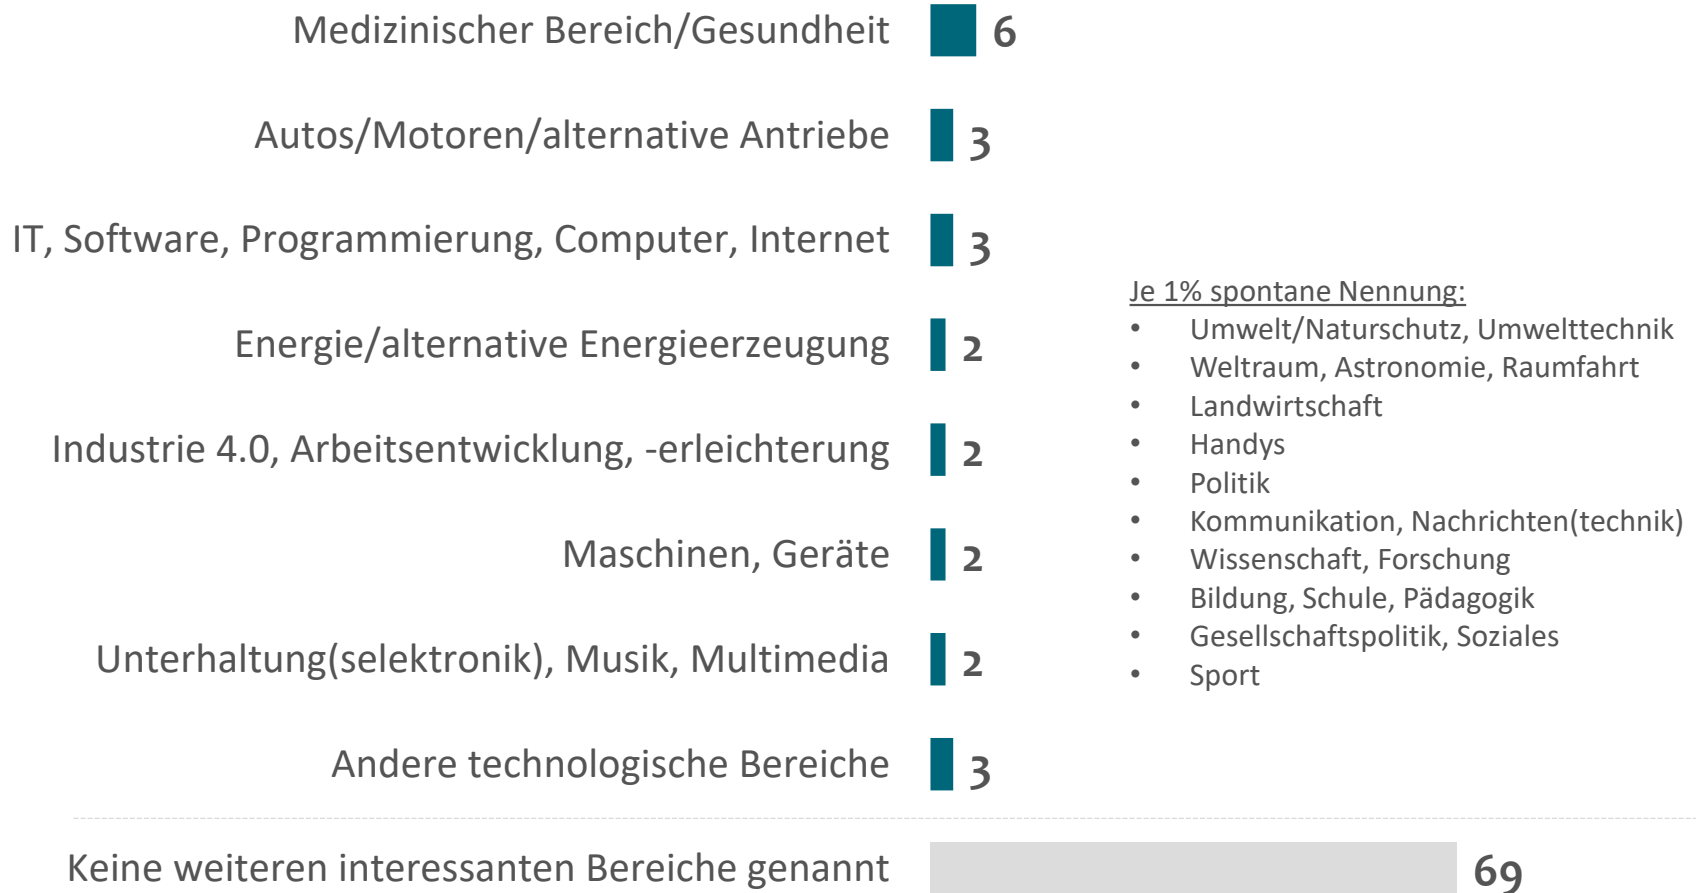 Medizinischer Bereich/Gesundheit 6
Autos/Motoren/alternative Antriebe 3
IT, Software, Programmierung, Computer, Internet 3
Energie/alternative Energieerzeugung 2
Industrie 4.0, Arbeitsentwicklung, -erleichterung 2
Maschinen, Geräte 2
Unterhaltung(selektronik), Musik, Multimedia 2
Andere technologische Bereiche 3
Keine weiteren interessanten Bereiche genannt 69
Je 1% spontane Nennung:
• Umwelt/Naturschutz, Umwelttechnik
• Weltraum, Astronomie, Raumfahrt
• Landwirtschaft
• Handys
• Politik
• Kommunikation, Nachrichten(technik)
• Wissenschaft, Forschung
• Bildung, Schule, Pädagogik
• Gesellschaftspolitik, Soziales
• Sport